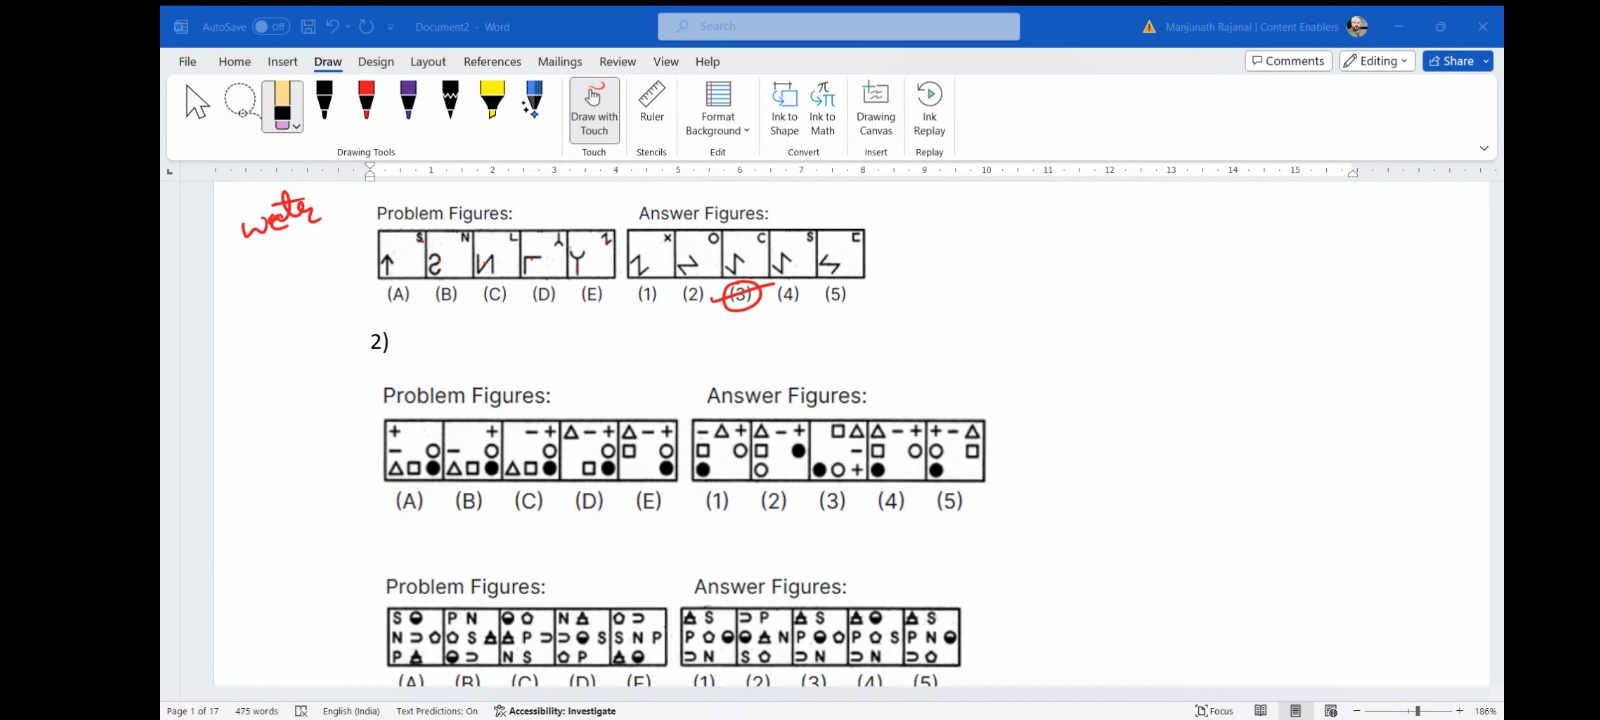 AutoSave Off Document2 - Word Search Manjunath Rajanal | Content Enablers
File Home Insert Draw Design Layout References Mailings Review View Help Comments Editing Share
Draw with Touch Ruler Format Background Ink to Shape Ink to Math Drawing Canvas Ink Replay
Drawing Tools Touch Stencils Edit Convert Insert Replay
1 2 3 4 5 6 7 8 9 10 11 12 13 14 15
Problem Figures: Answer Figures:
S N L X O C S
(A) (B) (C) (D) (E) (1) (2) (3) (4) (5)
2)
Problem Figures: Answer Figures:
(A) (B) (C) (D) (E) (1) (2) (3) (4) (5)
Problem Figures: Answer Figures:
S P N N S P S S
N S P S S N P P N P P S P N
P N S P N S N N
(A) (B) (C) (D) (E) (1) (2) (3) (4) (5)
Page 1 of 17 475 words English (India) Text Predictions: On Accessibility: Investigate Focus 186%